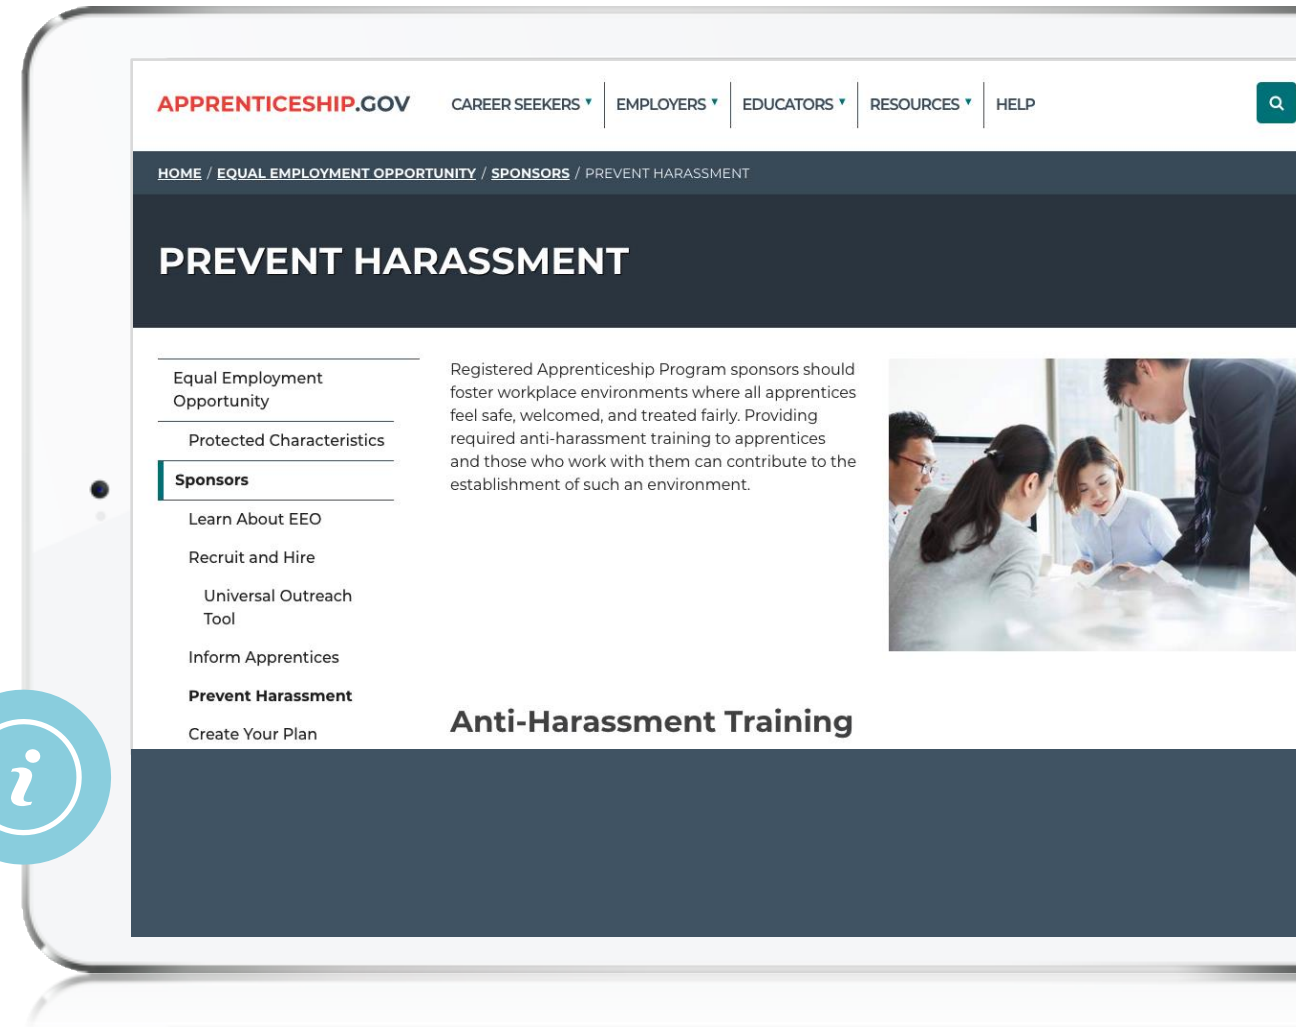 APPRENTICESHIP.GOV CAREER SEEKERS EMPLOYERS EDUCATORS RESOURCES HELP
HOME / EQUAL EMPLOYMENT OPPORTUNITY / SPONSORS / PREVENT HARASSMENT
PREVENT HARASSMENT
Equal Employment
Opportunity
Protected Characteristics
Sponsors
Learn About EEO
Recruit and Hire
Universal Outreach
Tool
Inform Apprentices
Prevent Harassment
Create Your Plan
Registered Apprenticeship Program sponsors should
foster workplace environments where all apprentices
feel safe, welcomed, and treated fairly. Providing
required anti-harassment training to apprentices
and those who work with them can contribute to the
establishment of such an environment.
Anti-Harassment Training
i